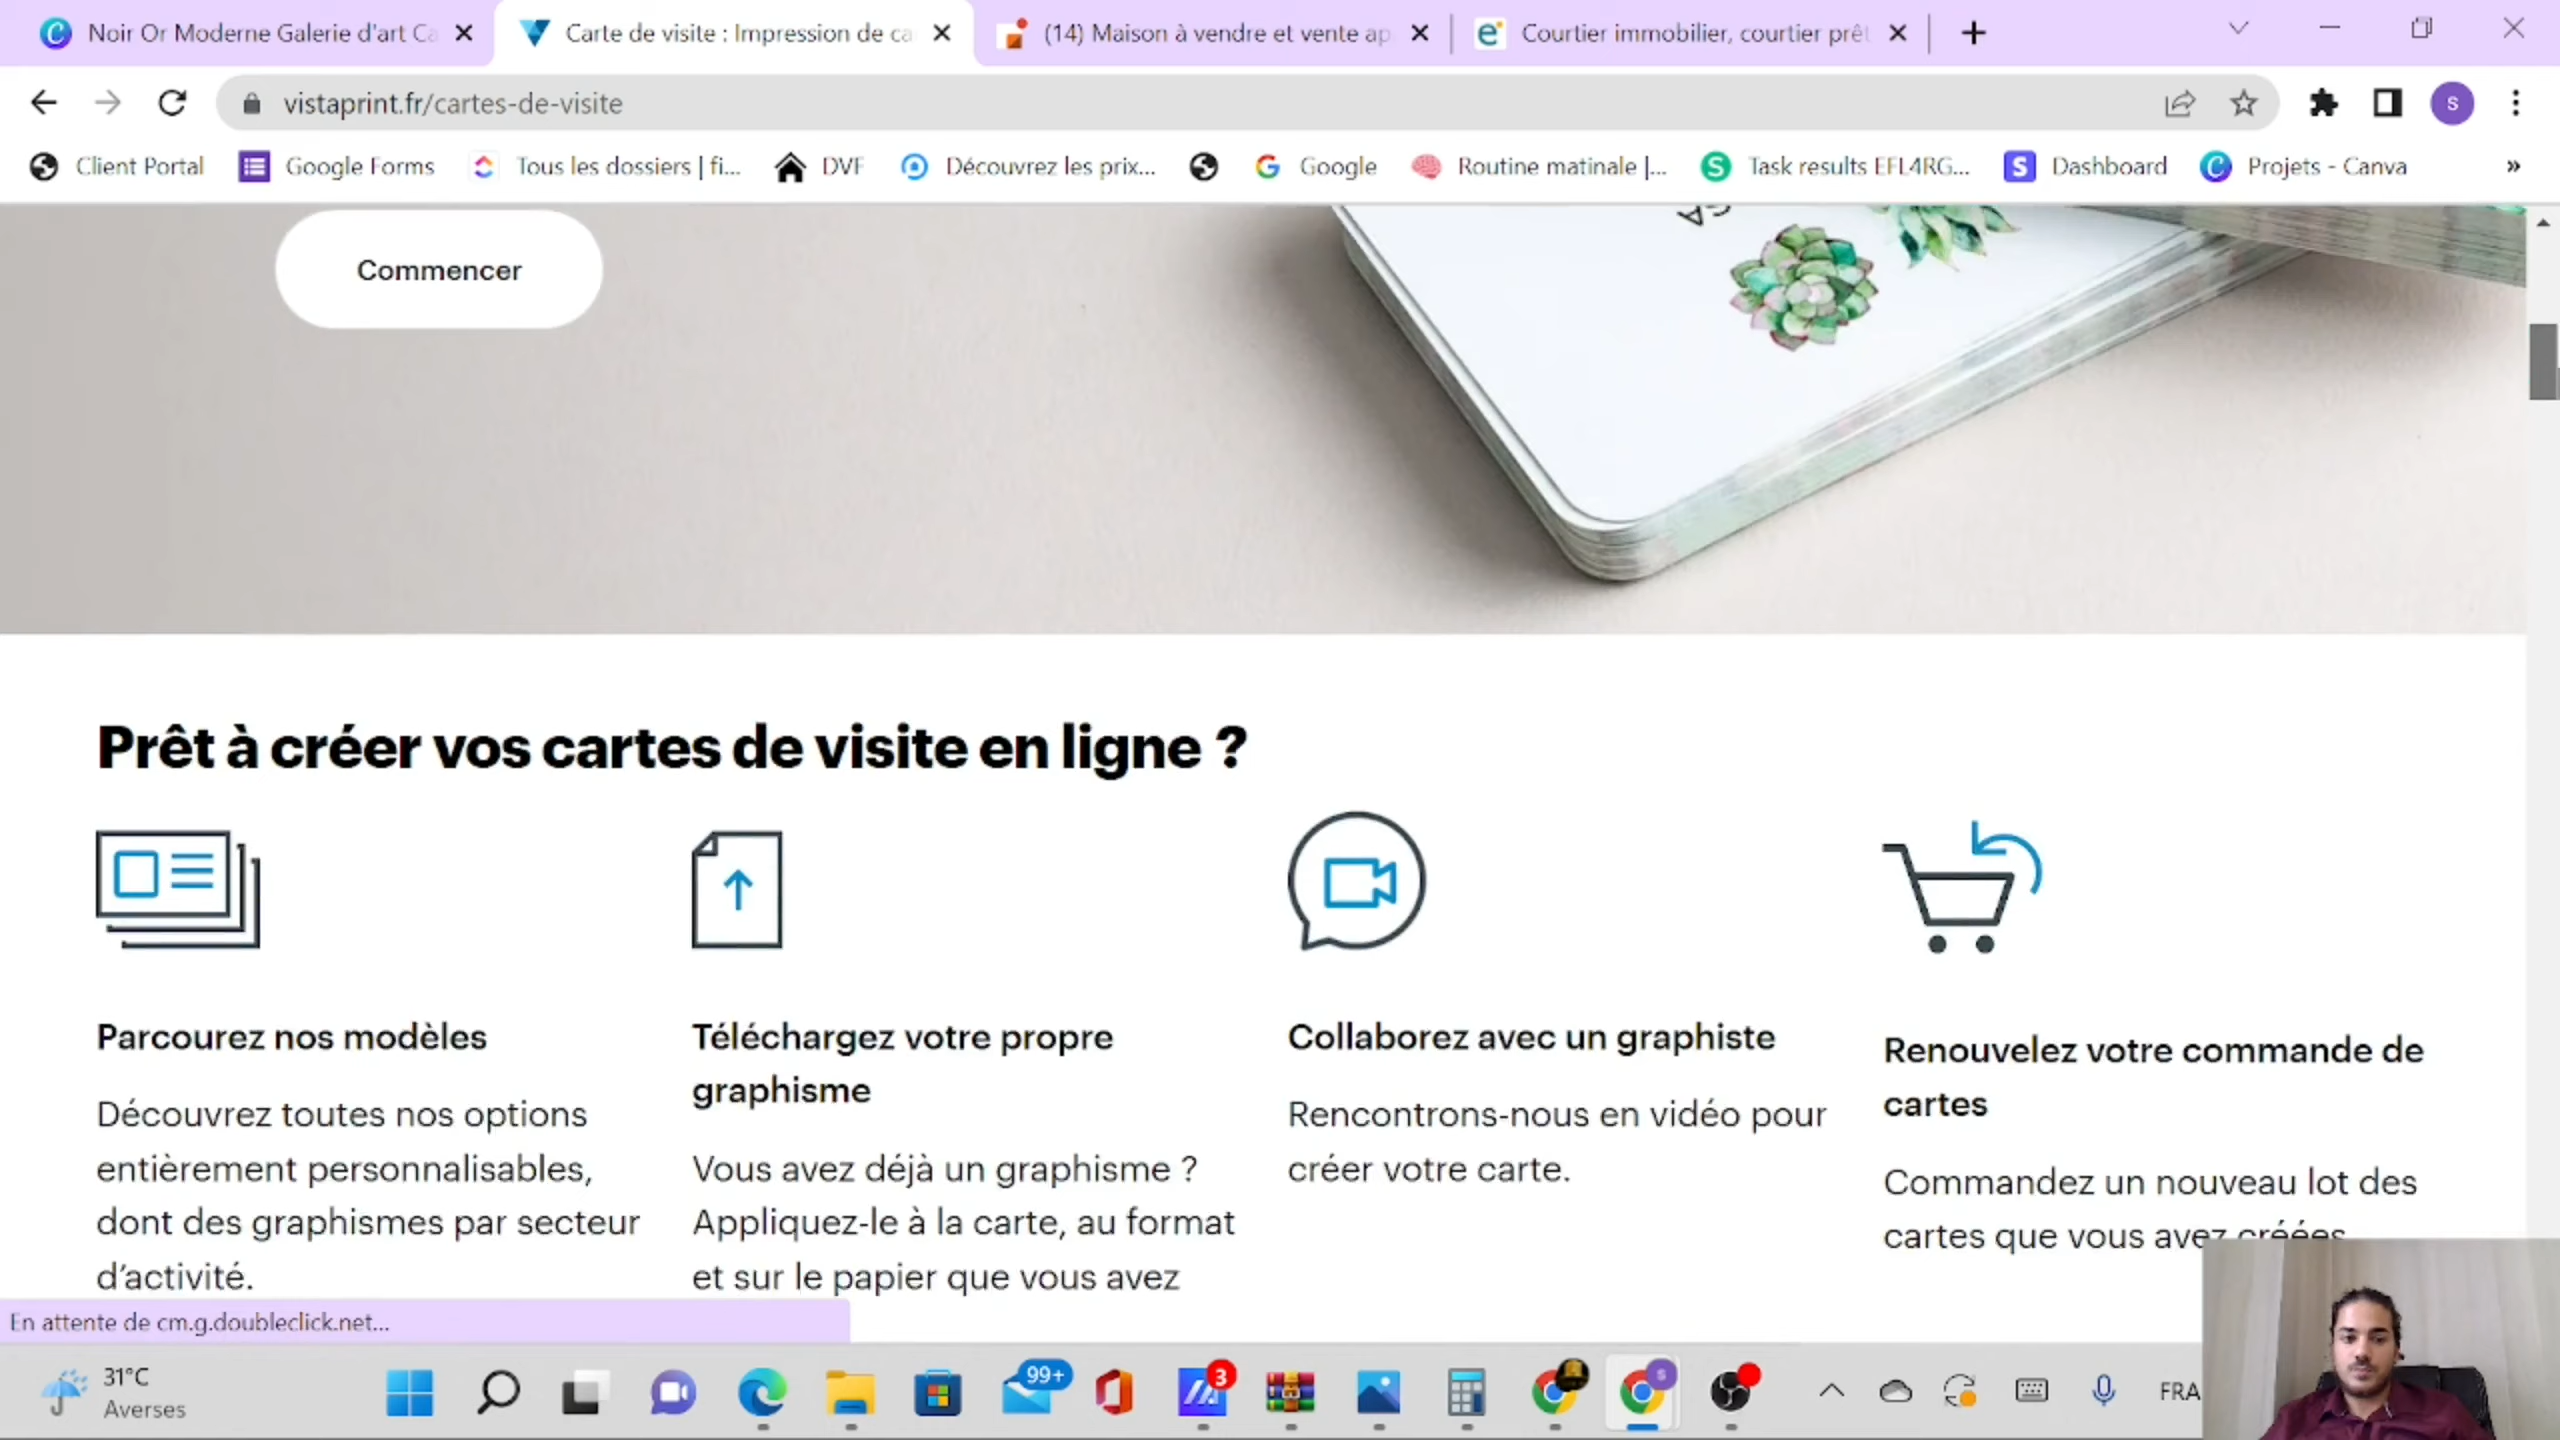 Noir Or Moderne Galerie d'art Ca
Carte de visite : Impression de ca
(14) Maison à vendre et vente ap
Courtier immobilier, courtier prêt
vistaprint.fr/cartes-de-visite
S
Client Portal
Google Forms
Tous les dossiers | fi...
DVF
Découvrez les prix...
Google
Routine matinale |...
Task results EFL4RG...
Dashboard
Projets - Canva
»
Commencer
Prêt à créer vos cartes de visite en ligne ?
Parcourez nos modèles
Découvrez toutes nos options
entièrement personnalisables,
dont des graphismes par secteur
d'activité.
Téléchargez votre propre
graphisme
Vous avez déjà un graphisme ?
Appliquez-le à la carte, au format
et sur le papier que vous avez
Collaborez avec un graphiste
Rencontrons-nous en vidéo pour
créer votre carte.
Renouvelez votre commande de
cartes
Commandez un nouveau lot des
cartes que vous avez créées
En attente de cm.g.doubleclick.net...
31°C
Averses
99+
3
S
FRA